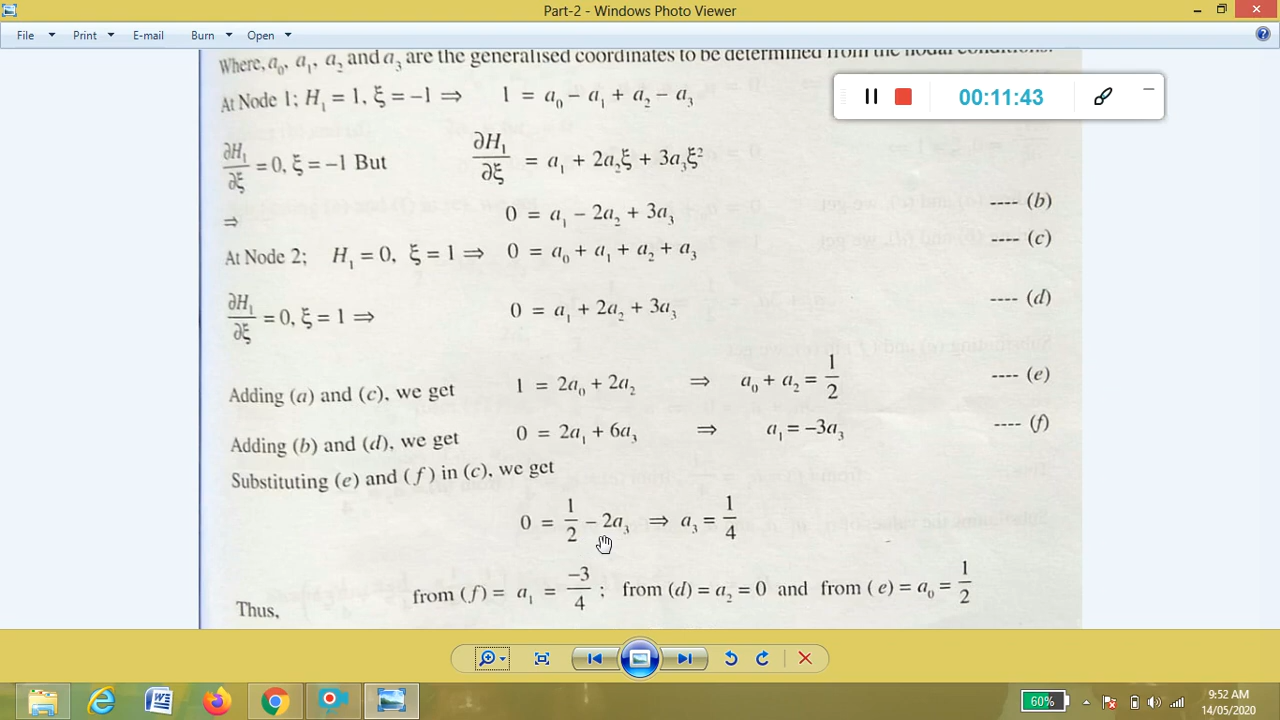 Part-2 - Windows Photo Viewer
File Print E-mail Burn Open
Where, a₀, a₁, a₂ and a₃ are the generalised coordinates to be determined from the nodal conditions.
At Node 1; H₁ = 1, ξ = −1 ⇒ 1 = a₀ − a₁ + a₂ − a₃
00:11:43
∂H₁/∂ξ = 0, ξ = −1 But ∂H₁/∂ξ = a₁ + 2a₂ξ + 3a₃ξ²
⇒ 0 = a₁ − 2a₂ + 3a₃ ---- (b)
At Node 2; H₁ = 0, ξ = 1 ⇒ 0 = a₀ + a₁ + a₂ + a₃ ---- (c)
∂H₁/∂ξ = 0, ξ = 1 ⇒ 0 = a₁ + 2a₂ + 3a₃ ---- (d)
Adding (a) and (c), we get 1 = 2a₀ + 2a₂ ⇒ a₀ + a₂ = 1/2 ---- (e)
Adding (b) and (d), we get 0 = 2a₁ + 6a₃ ⇒ a₁ = −3a₃ ---- (f)
Substituting (e) and (f) in (c), we get
0 = 1/2 − 2a₃ ⇒ a₃ = 1/4
Thus, from (f) = a₁ = −3/4 ; from (d) = a₂ = 0 and from (e) = a₀ = 1/2
60%
9:52 AM
14/05/2020